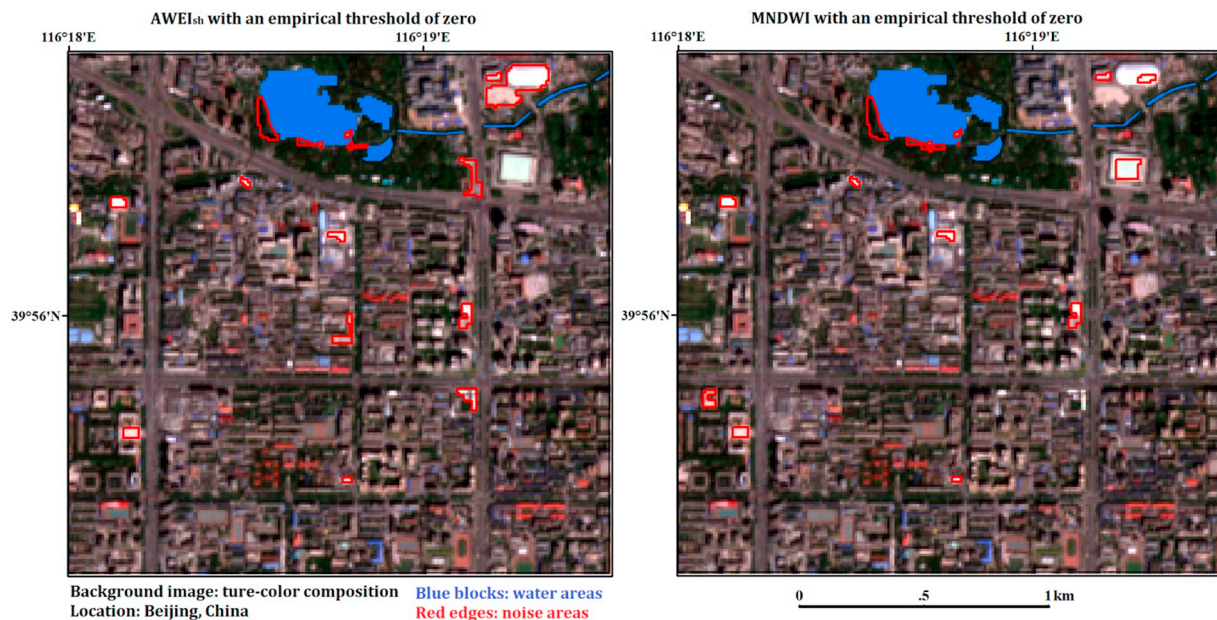 AWEIsh with an empirical threshold of zero
MNDWI with an empirical threshold of zero
116°18'E
116°19'E
116°18'E
116°19'E
39°56'N
39°56'N
Background image: ture-color composition
Blue blocks: water areas
Location: Beijing, China
Red edges: noise areas
0 .5 1km